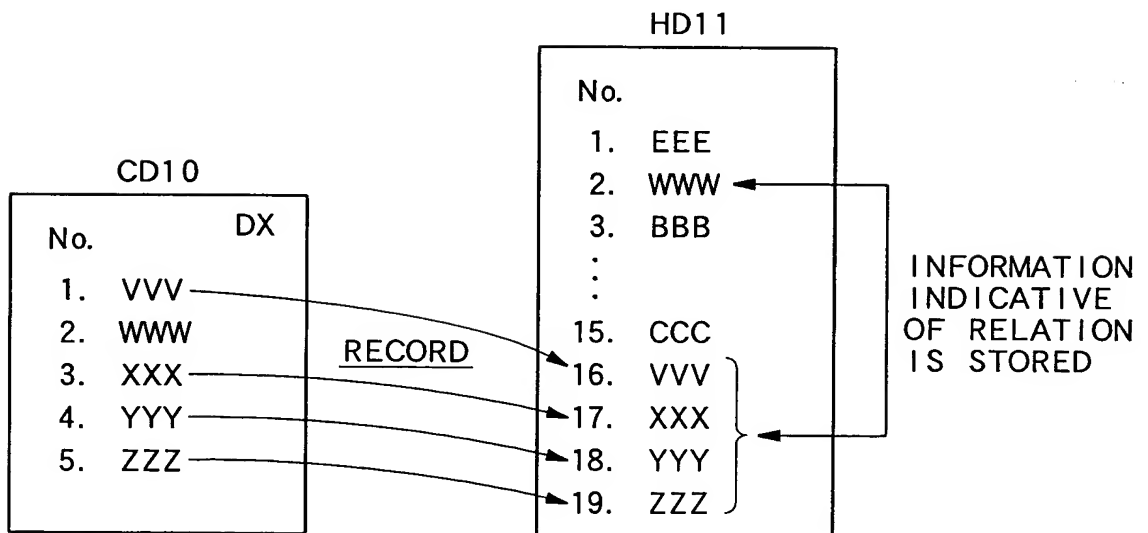 HD11
No.
1. EEE
2. WWW
3. BBB
15. CCC
16. VVV
17. XXX
18. YYY
19. ZZZ
CD10
DX
No.
1. VVV
2. WWW
3. XXX
4. YYY
5. ZZZ
RECORD
INFORMATION
INDICATIVE
OF RELATION
IS STORED